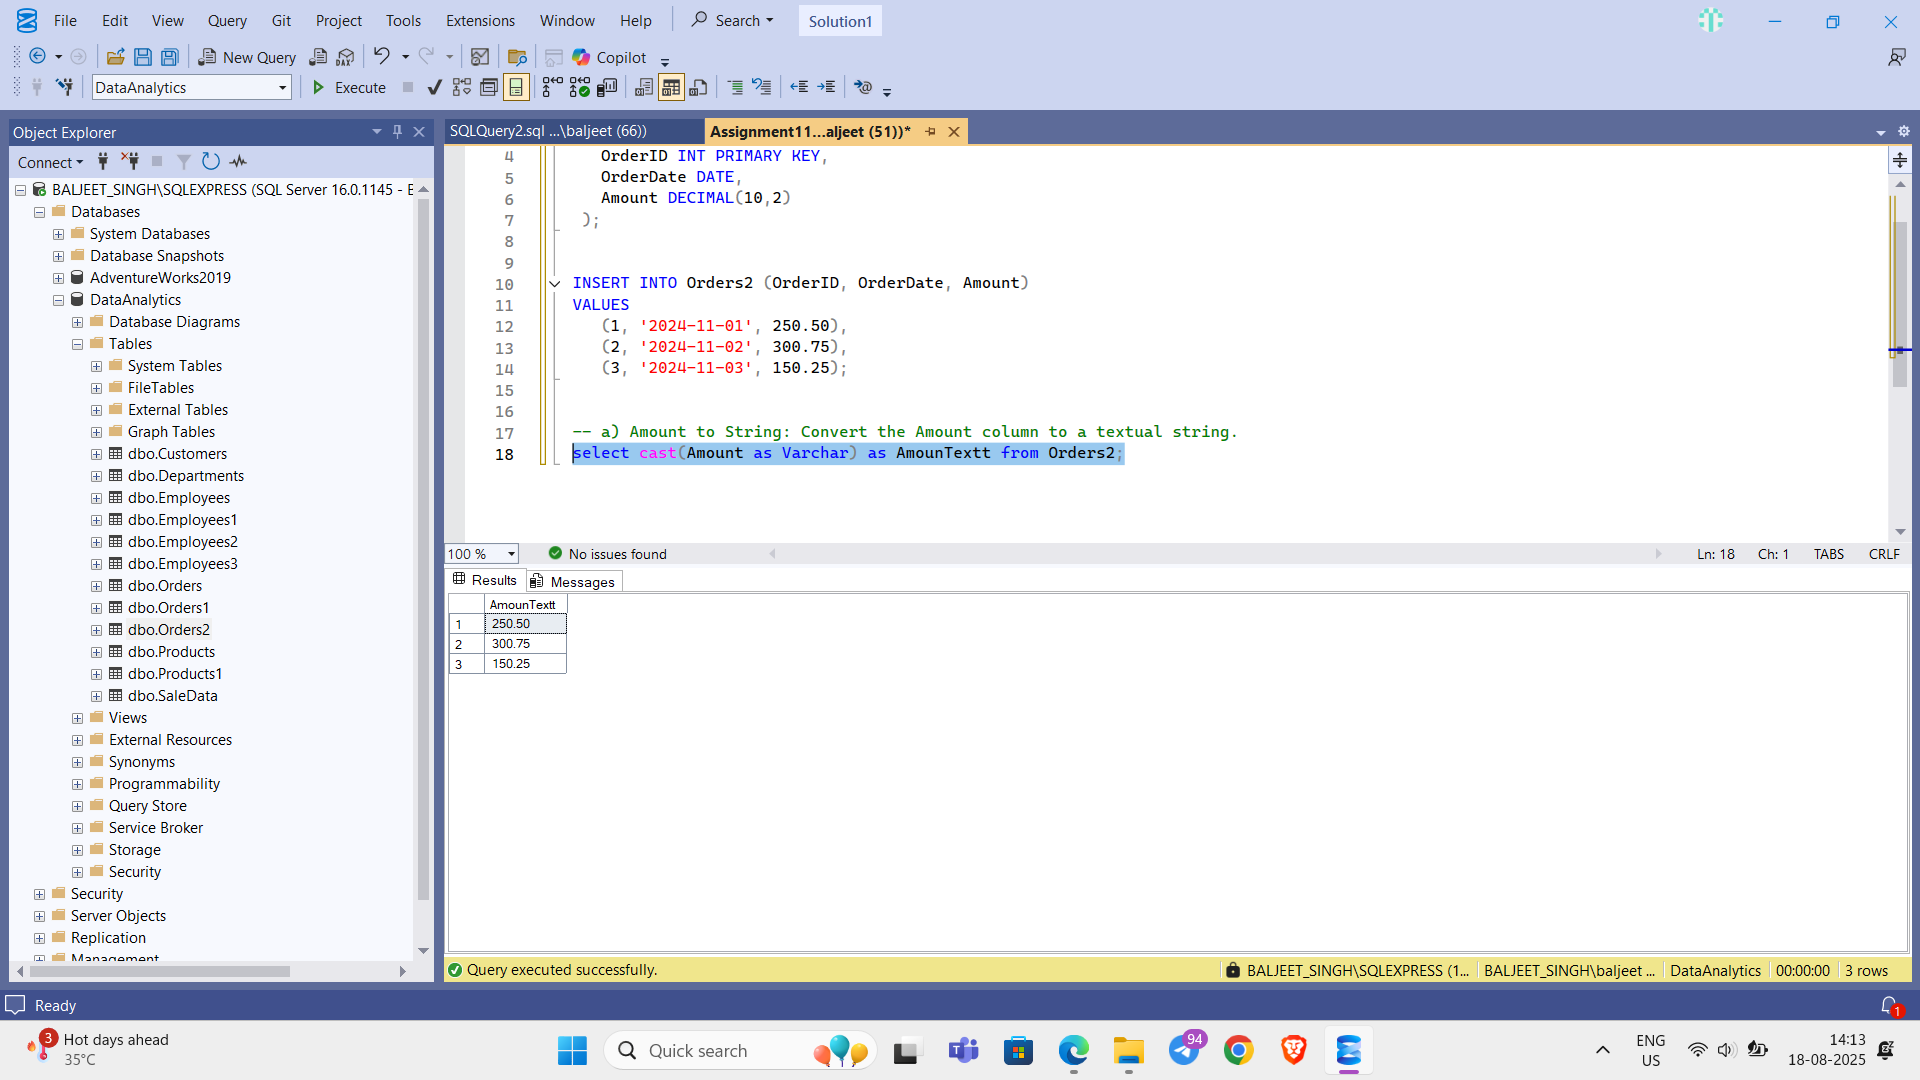 File Edit View Query Git Project Tools Extensions Window Help Search Solution1
New Query DAX Copilot
DataAnalytics Execute
Object Explorer
Connect
BALJEET_SINGH\SQLEXPRESS (SQL Server 16.0.1145 - E
Databases
System Databases
Database Snapshots
AdventureWorks2019
DataAnalytics
Database Diagrams
Tables
System Tables
FileTables
External Tables
Graph Tables
dbo.Customers
dbo.Departments
dbo.Employees
dbo.Employees1
dbo.Employees2
dbo.Employees3
dbo.Orders
dbo.Orders1
dbo.Orders2
dbo.Products
dbo.Products1
dbo.SaleData
Views
External Resources
Synonyms
Programmability
Query Store
Service Broker
Storage
Security
Security
Server Objects
Replication
Management
SQLQuery2.sql ...\baljeet (66)) Assignment11...aljeet (51))*
4 OrderID INT PRIMARY KEY,
5 OrderDate DATE,
6 Amount DECIMAL(10,2)
7 );
8
9
10 INSERT INTO Orders2 (OrderID, OrderDate, Amount)
11 VALUES
12 (1, '2024-11-01', 250.50),
13 (2, '2024-11-02', 300.75),
14 (3, '2024-11-03', 150.25);
15
16
17 -- a) Amount to String: Convert the Amount column to a textual string.
18 select cast(Amount as Varchar) as AmounTextt from Orders2;
100 % No issues found Ln: 18 Ch: 1 TABS CRLF
Results Messages
AmounTextt
1 250.50
2 300.75
3 150.25
Query executed successfully. BALJEET_SINGH\SQLEXPRESS (1... BALJEET_SINGH\baljeet ... DataAnalytics 00:00:00 3 rows
Ready 1
3 Hot days ahead
35°C
Quick search
94
ENG
US
14:13
18-08-2025